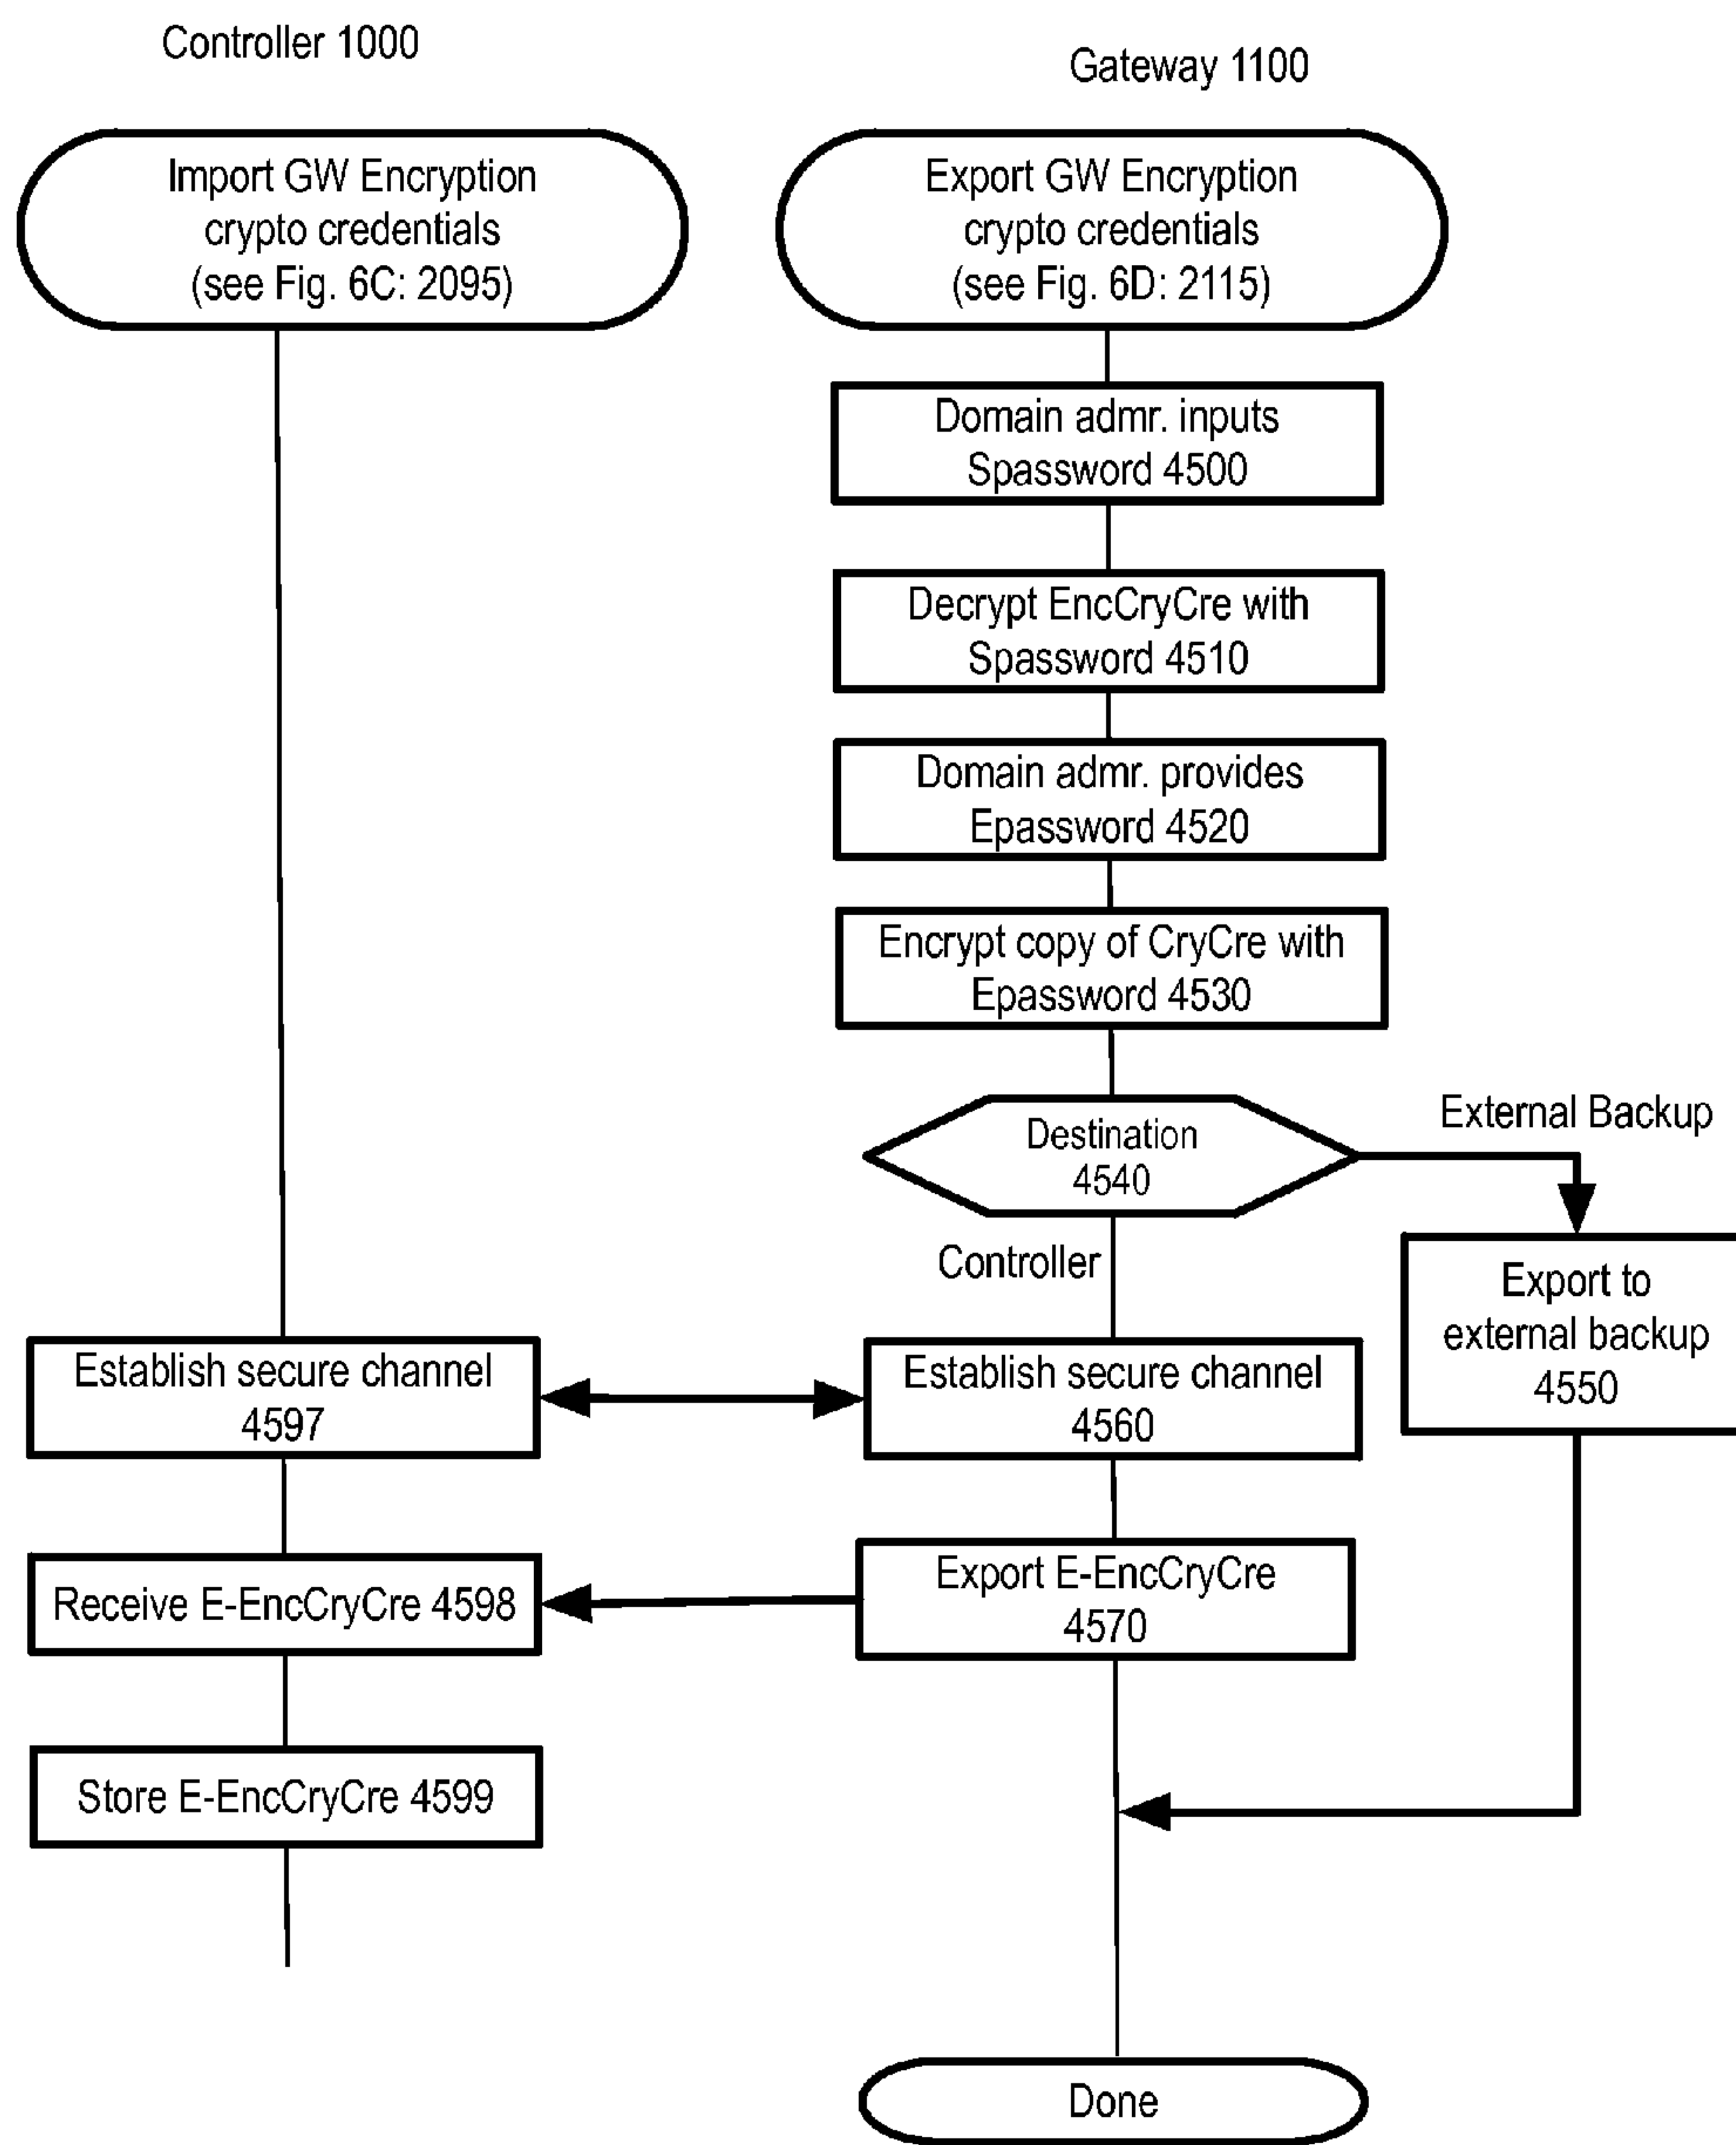 Controller 1000
Gateway 1100
Import GW Encryption
crypto credentials
(see Fig. 6C: 2095)
Export GW Encryption
crypto credentials
(see Fig. 6D: 2115)
Domain admr. inputs
Spassword 4500
Decrypt EncCryCre with
Spassword 4510
Domain admr. provides
Epassword 4520
Encrypt copy of CryCre with
Epassword 4530
Destination
4540
External Backup
Controller
Export to
external backup
4550
Establish secure channel
4597
Establish secure channel
4560
Receive E-EncCryCre 4598
Export E-EncCryCre
4570
Store E-EncCryCre 4599
Done